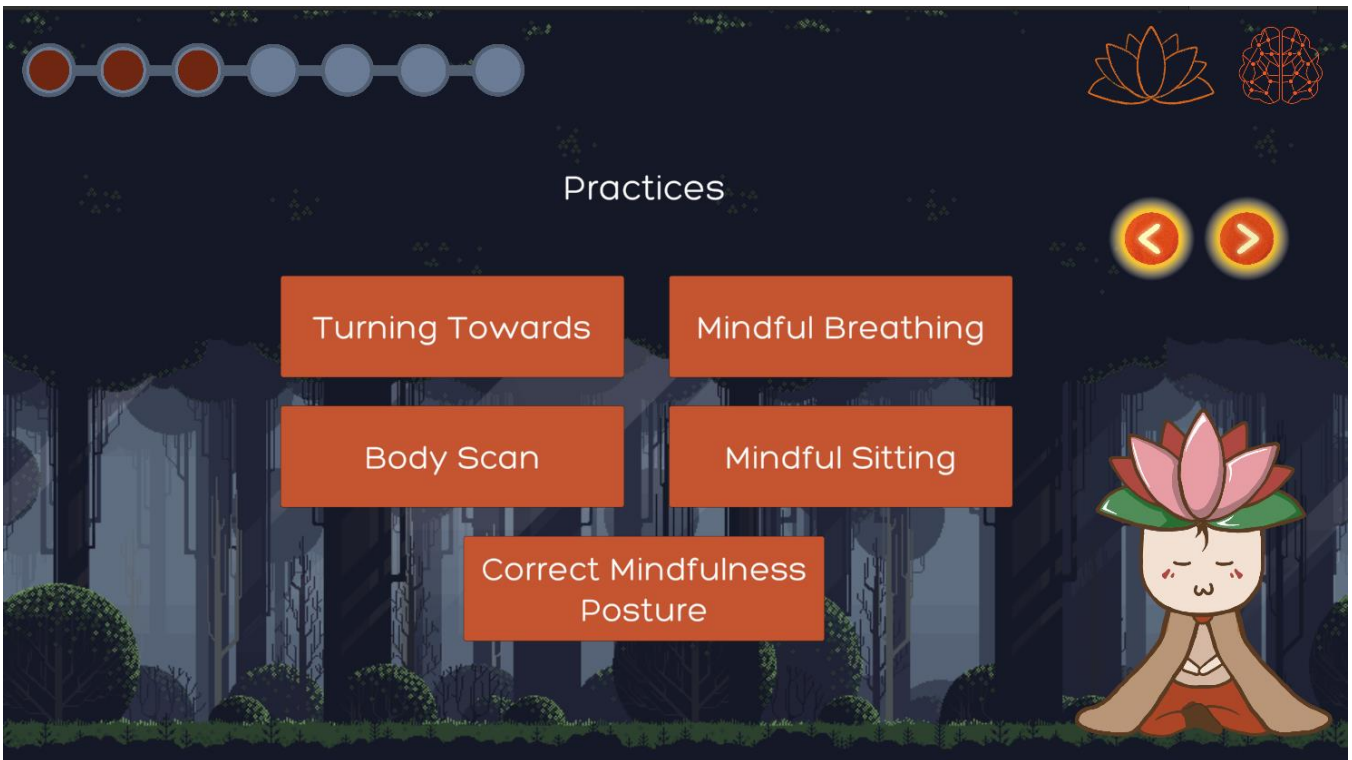 Practices
Turning Towards
Mindful Breathing
Body Scan
Mindful Sitting
Correct Mindfulness
Posture